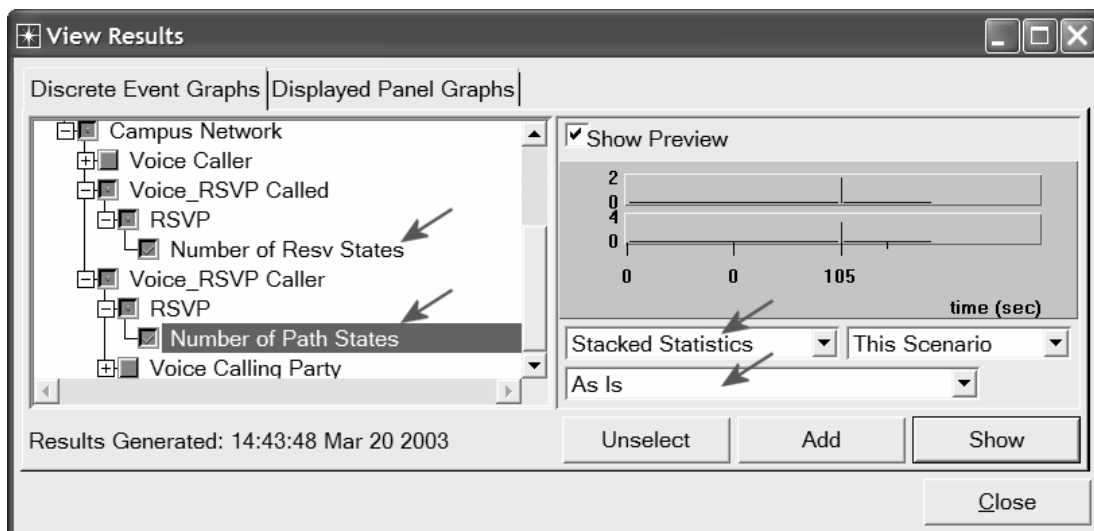 View Results
Discrete Event Graphs Displayed Panel Graphs
Campus Network
Voice Caller
Voice_RSVP Called
RSVP
Number of Resv States
Voice_RSVP Caller
RSVP
Number of Path States
Voice Calling Party
Show Preview
2
0
4
0
0 0 105
time (sec)
Stacked Statistics This Scenario
As Is
Results Generated: 14:43:48 Mar 20 2003 Unselect Add Show
Close